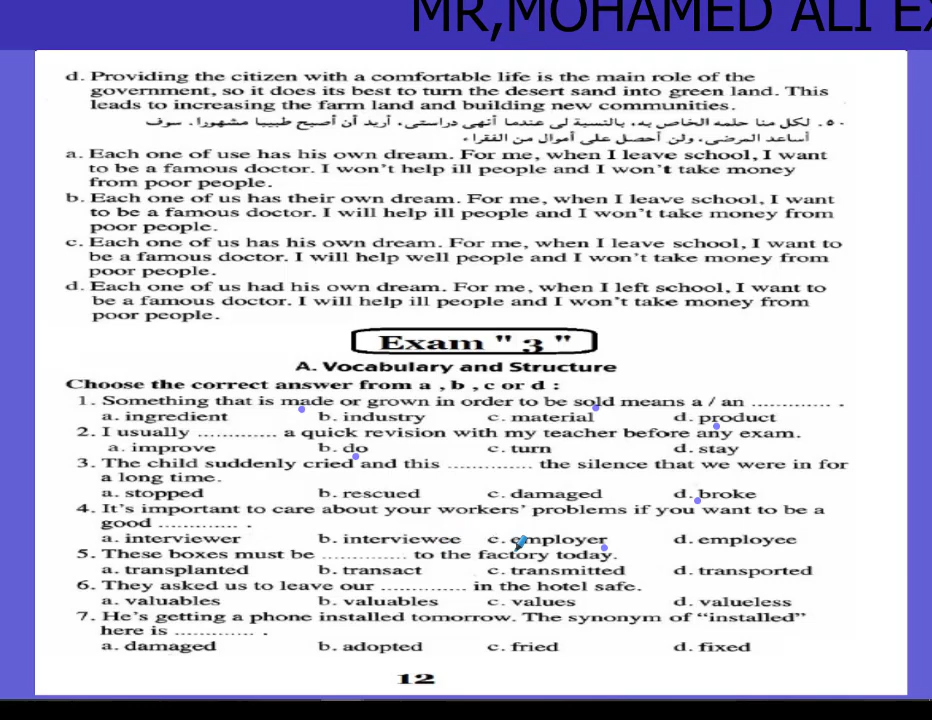 MR,MOHAMED ALI EX
d. Providing the citizen with a comfortable life is the main role of the
government, so it does its best to turn the desert sand into green land. This
leads to increasing the farm land and building new communities.
٥٠. لكل منا حلمه الخاص به، بالنسبة لى عندما أنهى دراستى، أريد أن أصبح طبيبا مشهورا. سوف
أساعد المرضى، ولن أحصل على أموال من الفقراء.
a. Each one of use has his own dream. For me, when I leave school, I want
to be a famous doctor. I won't help ill people and I won't take money
from poor people.
b. Each one of us has their own dream. For me, when I leave school, I want
to be a famous doctor. I will help ill people and I won't take money from
poor people.
c. Each one of us has his own dream. For me, when I leave school, I want to
be a famous doctor. I will help well people and I won't take money from
poor people.
d. Each one of us had his own dream. For me, when I left school, I want to
be a famous doctor. I will help ill people and I won't take money from
poor people.
Exam " 3 "
A. Vocabulary and Structure
Choose the correct answer from a , b , c or d :
1. Something that is made or grown in order to be sold means a / an ............ .
a. ingredient b. industry c. material d. product
2. I usually ............ a quick revision with my teacher before any exam.
a. improve b. do c. turn d. stay
3. The child suddenly cried and this ............ the silence that we were in for
a long time.
a. stopped b. rescued c. damaged d. broke
4. It's important to care about your workers' problems if you want to be a
good ............ .
a. interviewer b. interviewee c. employer d. employee
5. These boxes must be ............ to the factory today.
a. transplanted b. transact c. transmitted d. transported
6. They asked us to leave our ............ in the hotel safe.
a. valuables b. valuables c. values d. valueless
7. He's getting a phone installed tomorrow. The synonym of "installed"
here is ............ .
a. damaged b. adopted c. fried d. fixed
12